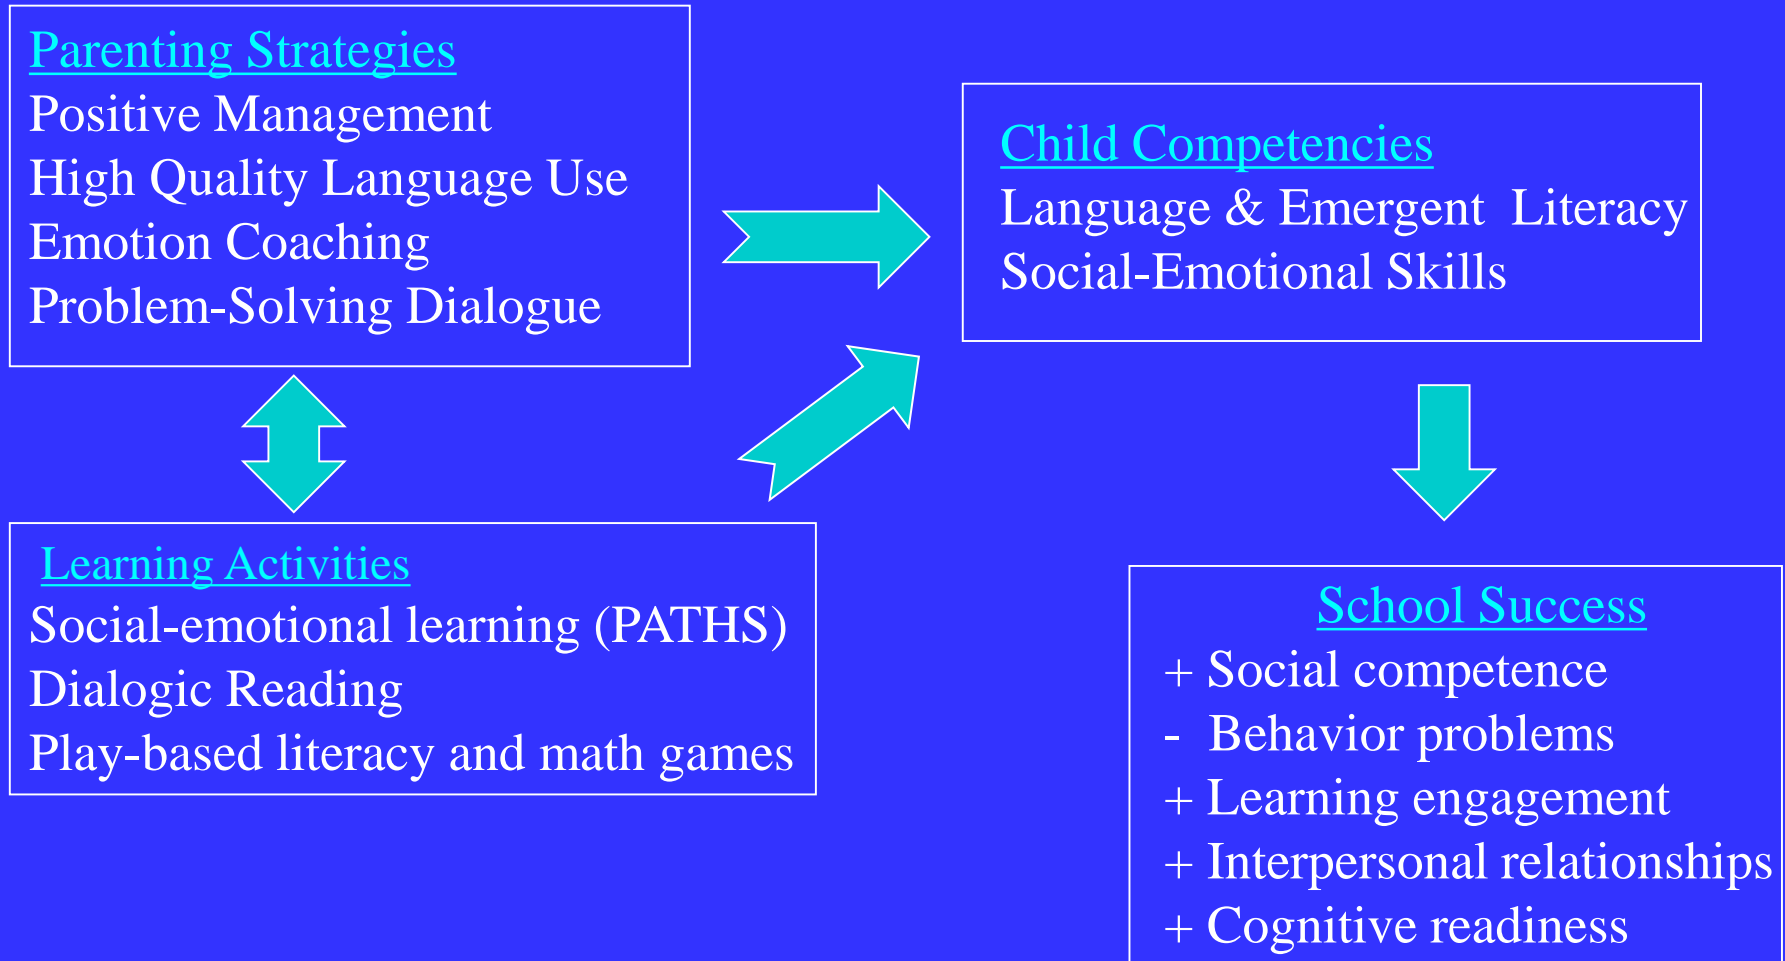 Parenting Strategies
Positive Management
High Quality Language Use
Emotion Coaching
Problem-Solving Dialogue
Child Competencies
Language & Emergent Literacy
Social-Emotional Skills
Learning Activities
Social-emotional learning (PATHS)
Dialogic Reading
Play-based literacy and math games
School Success
+ Social competence
- Behavior problems
+ Learning engagement
+ Interpersonal relationships
+ Cognitive readiness